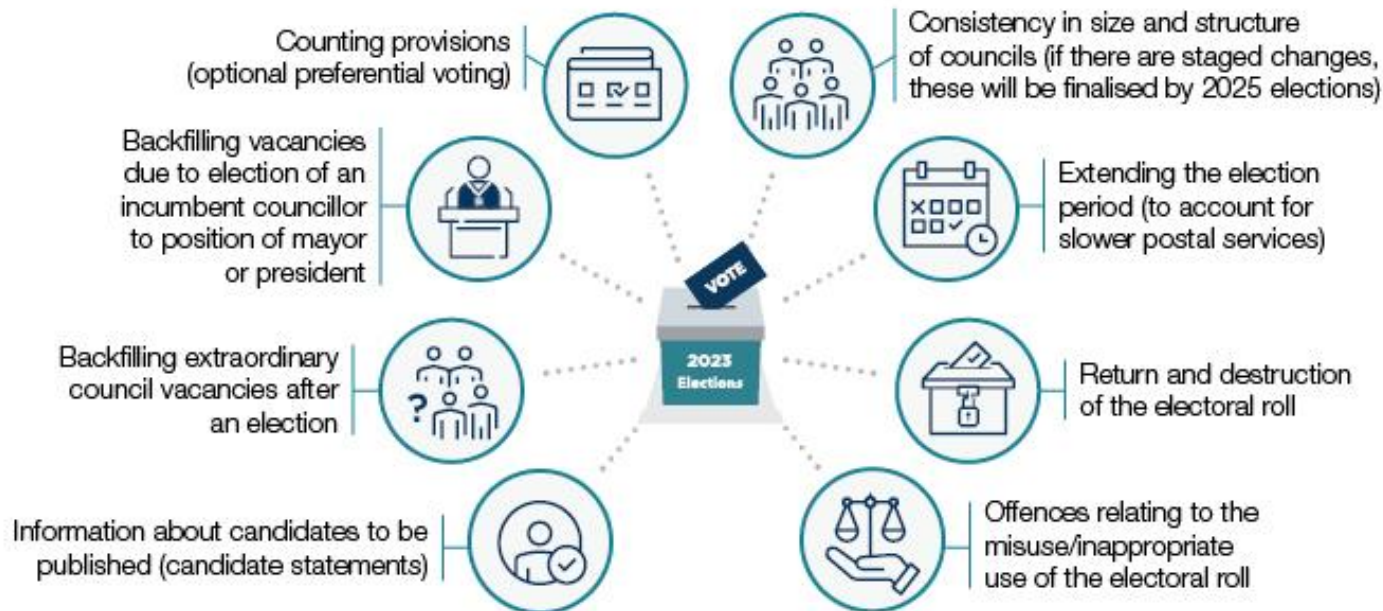 Counting provisions
(optional preferential voting)
Consistency in size and structure
of councils (if there are staged changes,
these will be finalised by 2025 elections)
Backfilling vacancies
due to election of an
incumbent councillor
to position of mayor
or president
Extending the election
period (to account for
slower postal services)
VOTE
2023
Elections
Backfilling extraordinary
council vacancies after
an election
?
Return and destruction
of the electoral roll
Information about candidates to be
published (candidate statements)
Offences relating to the
misuse/inappropriate
use of the electoral roll